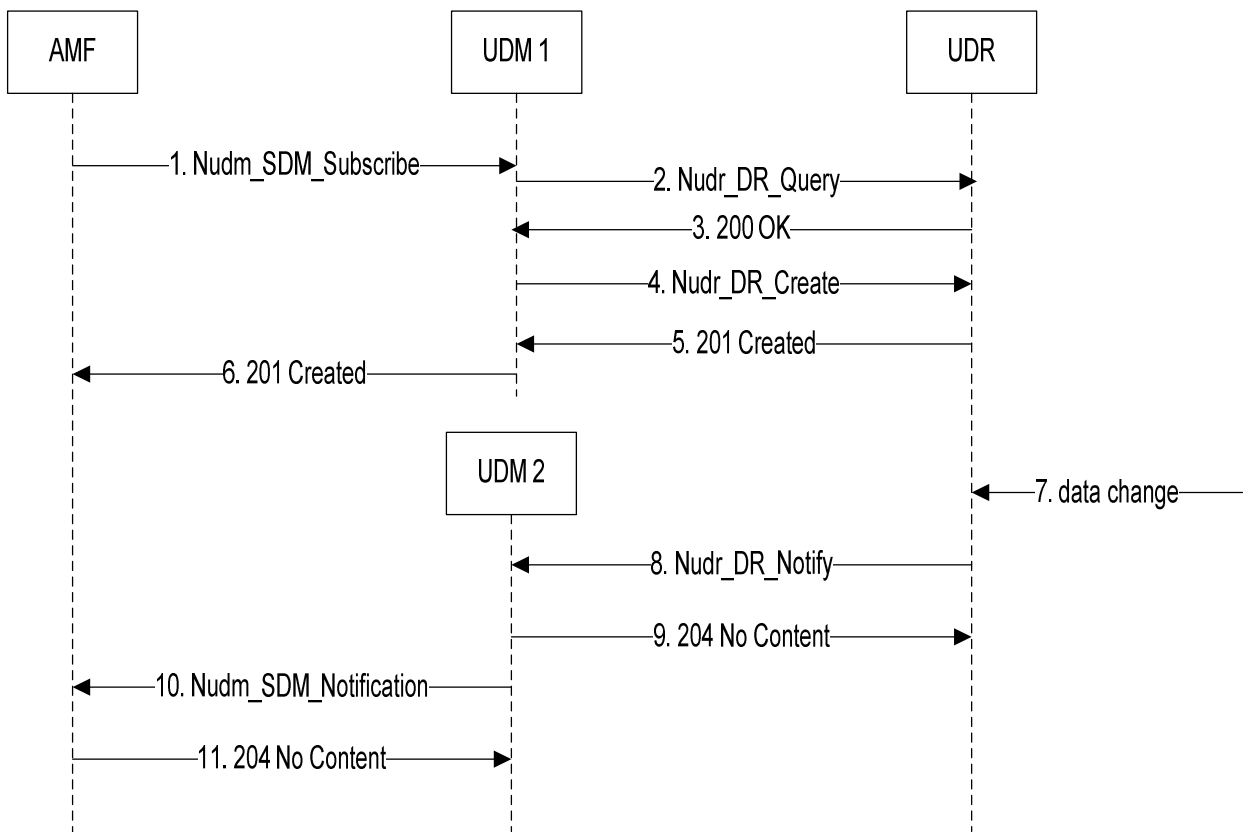 AMF
UDM 1
UDR
1. Nudm_SDM_Subscribe
2. Nudr_DR_Query
3. 200 OK
4. Nudr_DR_Create
5. 201 Created
6. 201 Created
UDM 2
7. data change
8. Nudr_DR_Notify
9. 204 No Content
10. Nudm_SDM_Notification
11. 204 No Content